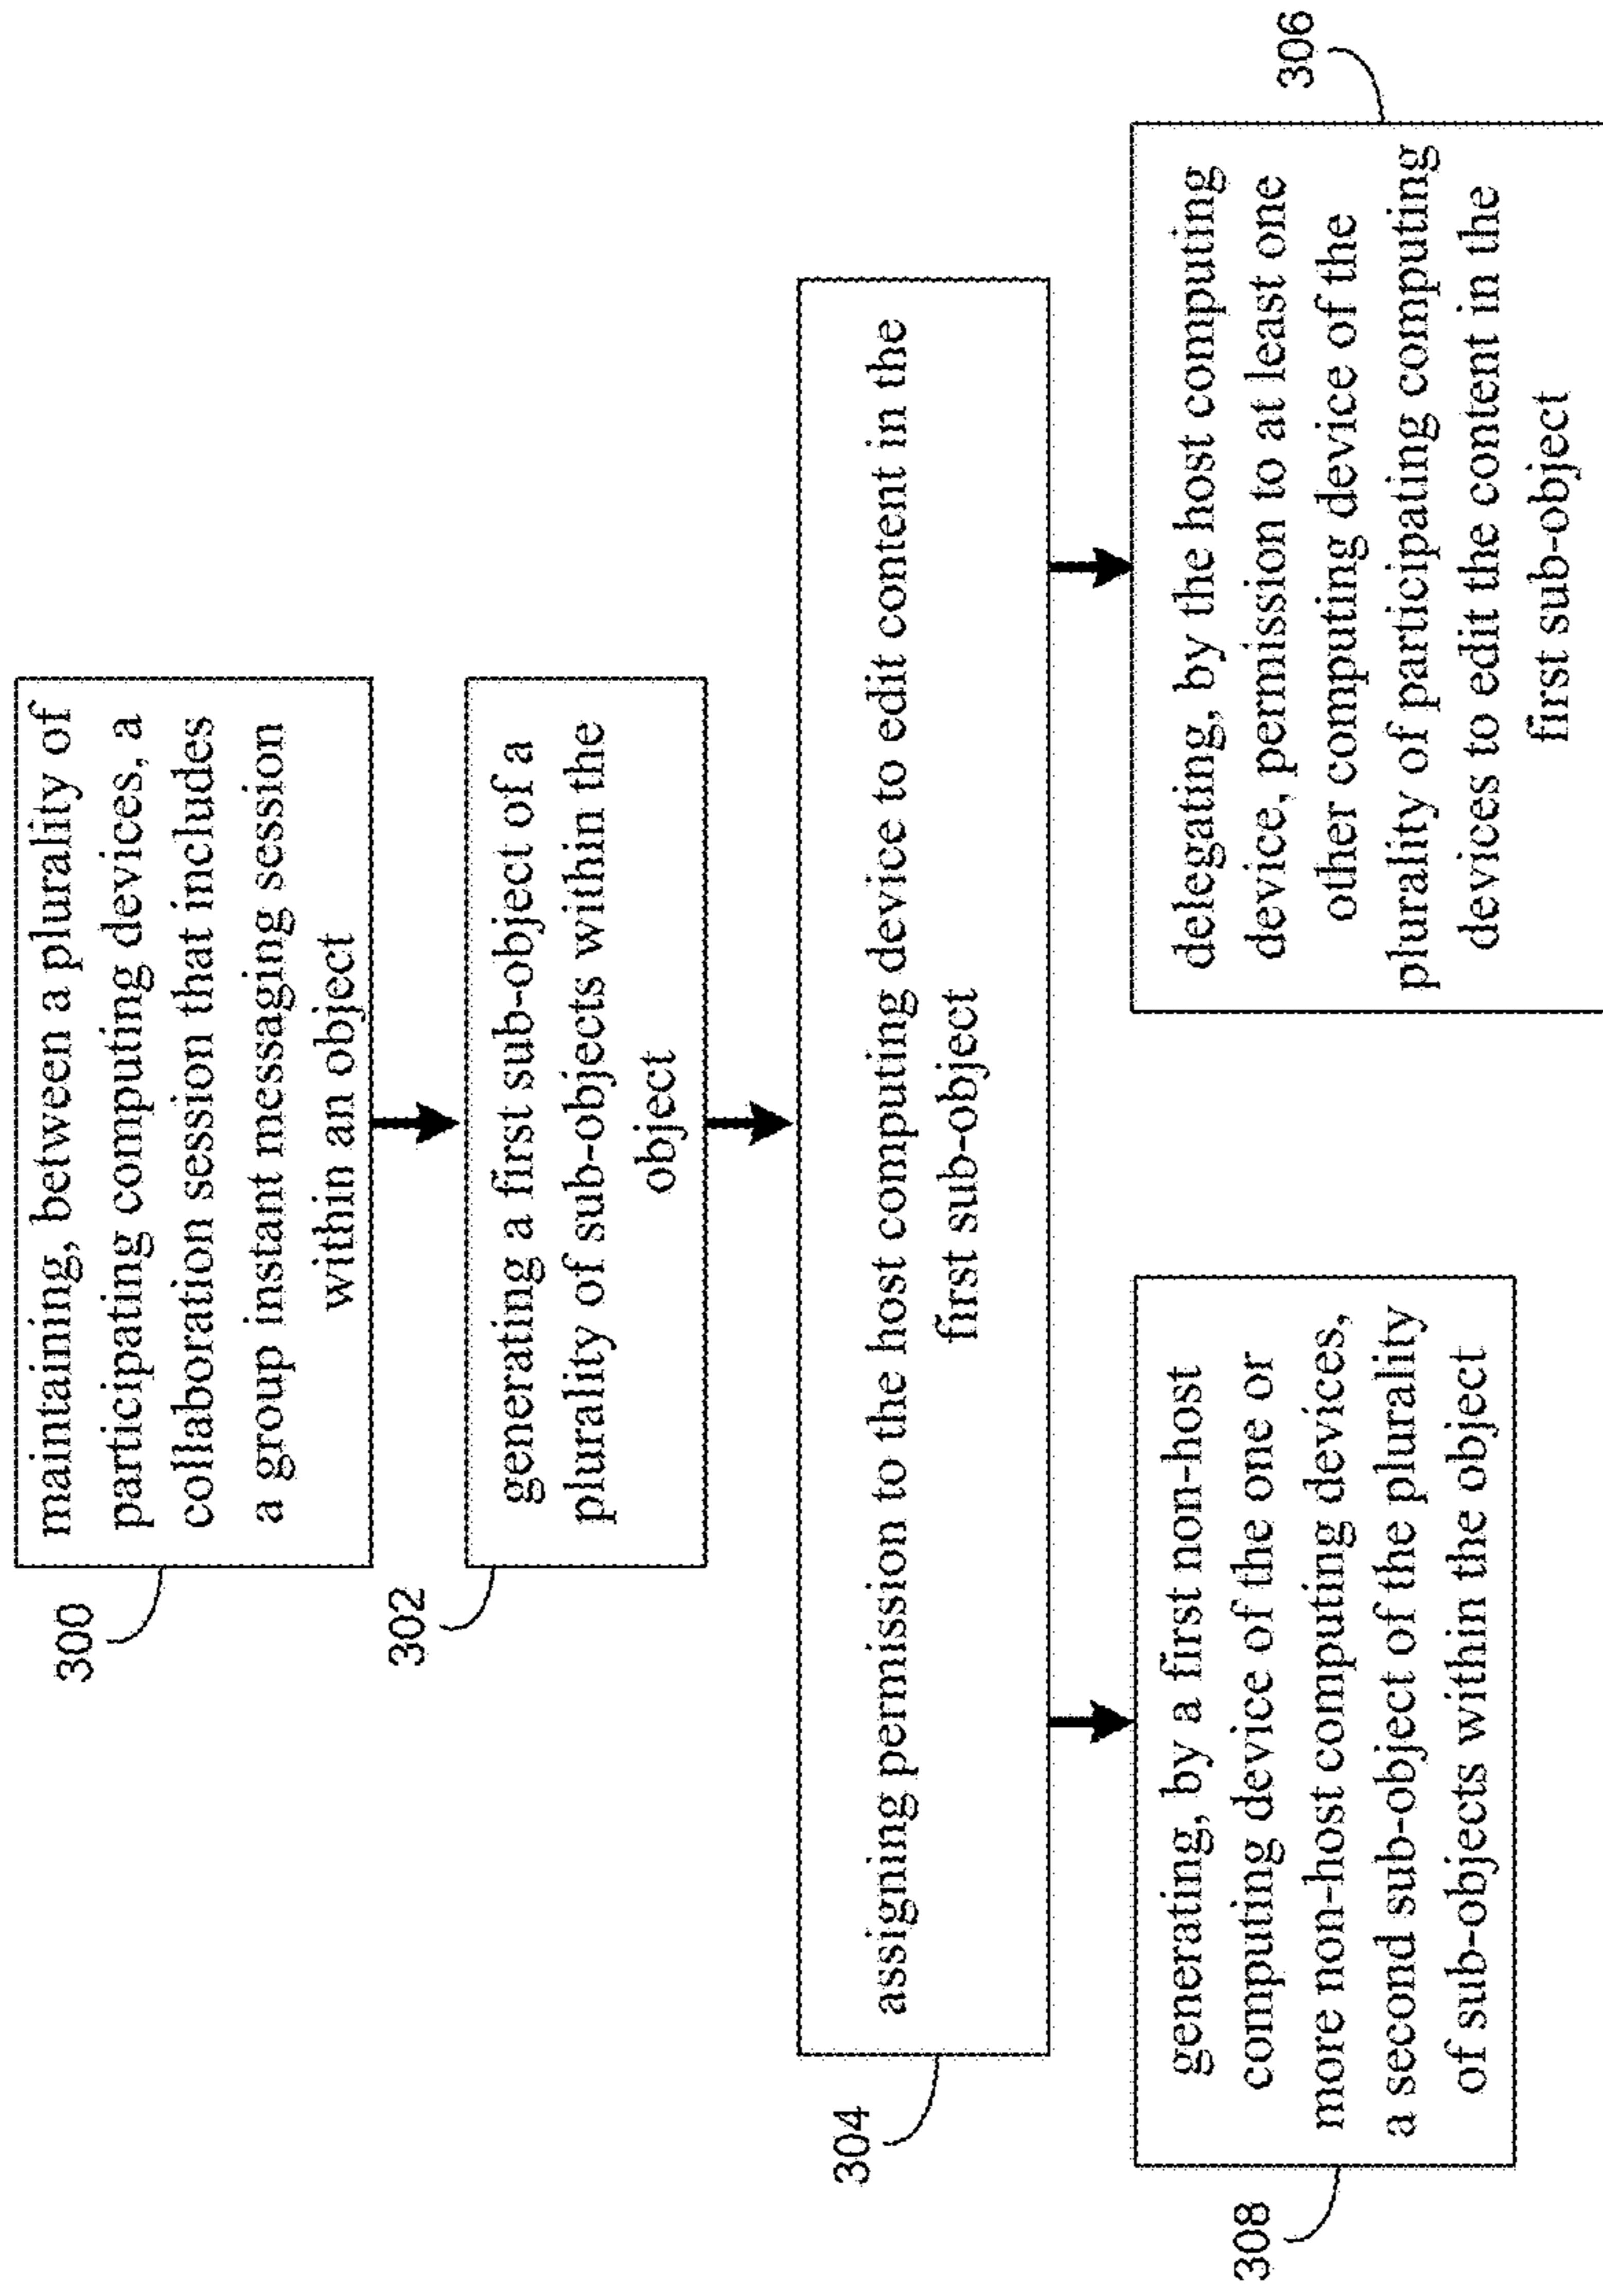 300
maintaining, between a plurality of
participating computing devices, a
collaboration session that includes
a group instant messaging session
within an object
302
generating a first sub-object of a
plurality of sub-objects within the
object
304
assigning permission to the host computing device to edit content in the
first sub-object
308
generating, by a first non-host
computing device of the one or
more non-host computing devices,
a second sub-object of the plurality
of sub-objects within the object
306
delegating, by the host computing
device, permission to at least one
other computing device of the
plurality of participating computing
devices to edit the content in the
first sub-object